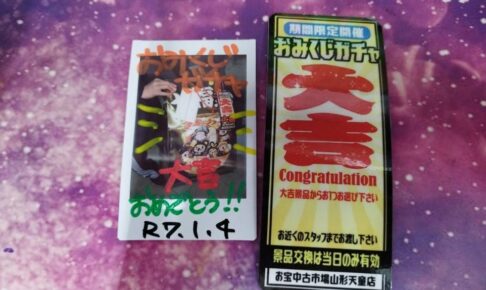 おみくじ
ガチャ
大吉
おめでとう!!
R7.1.4
期間限定開催
おみくじガチャ
大吉
Congratulation
大吉景品からお1つお選び下さい
お近くのスタッフまでお渡し下さい
景品交換は当日のみ有効
お宝中古市場山形天童店